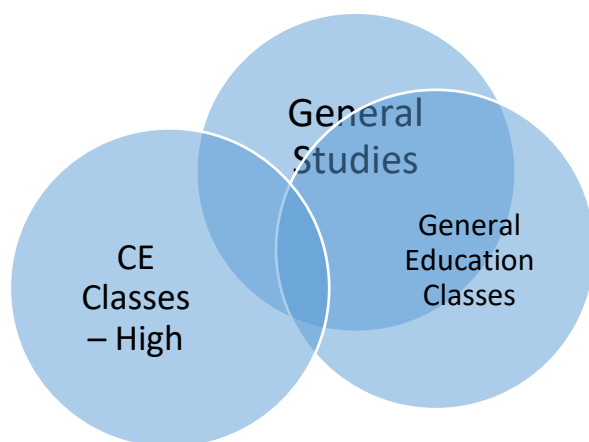 General
Studies
General
Education
Classes
CE
Classes
– High